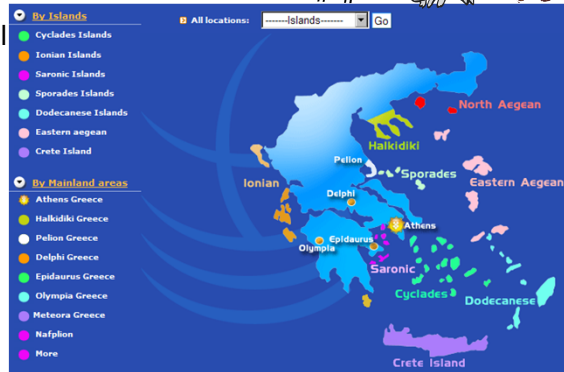 By Islands
Cyclades Islands
Ionian Islands
Saronic Islands
Sporades Islands
Dodecanese Islands
Eastern aegean
Crete Island
By Mainland areas
Athens Greece
Halkidiki Greece
Pelion Greece
Delphi Greece
Epidaurus Greece
Olympia Greece
Meteora Greece
Nafplion
More
All locations: -------Islands------- Go
North Aegean
Halkidiki
Pelion
Sporades
Ionian
Eastern Aegean
Delphi
Athens
Epidaurus
Olympia
Saronic
Cyclades
Dodecanese
Crete Island